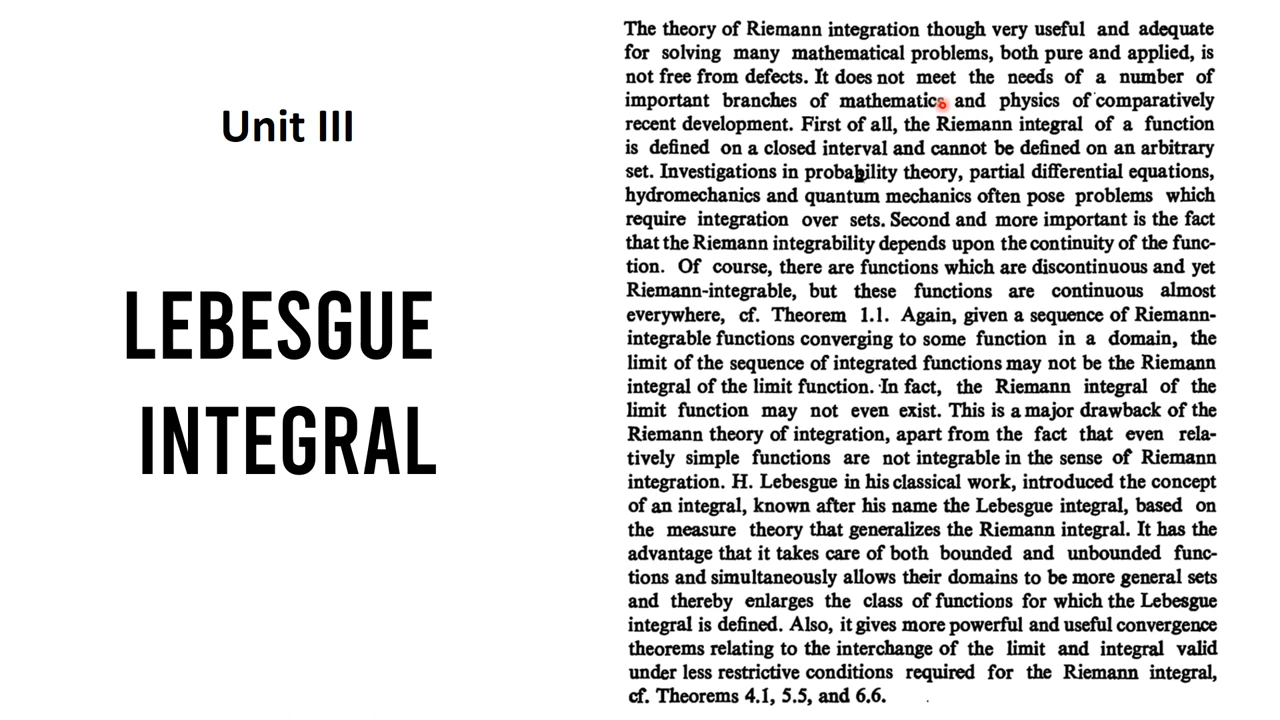 Unit III
LEBESGUE
INTEGRAL
The theory of Riemann integration though very useful and adequate
for solving many mathematical problems, both pure and applied, is
not free from defects. It does not meet the needs of a number of
important branches of mathematics and physics of comparatively
recent development. First of all, the Riemann integral of a function
is defined on a closed interval and cannot be defined on an arbitrary
set. Investigations in probability theory, partial differential equations,
hydromechanics and quantum mechanics often pose problems which
require integration over sets. Second and more important is the fact
that the Riemann integrability depends upon the continuity of the func-
tion. Of course, there are functions which are discontinuous and yet
Riemann-integrable, but these functions are continuous almost
everywhere, cf. Theorem 1.1. Again, given a sequence of Riemann-
integrable functions converging to some function in a domain, the
limit of the sequence of integrated functions may not be the Riemann
integral of the limit function. In fact, the Riemann integral of the
limit function may not even exist. This is a major drawback of the
Riemann theory of integration, apart from the fact that even rela-
tively simple functions are not integrable in the sense of Riemann
integration. H. Lebesgue in his classical work, introduced the concept
of an integral, known after his name the Lebesgue integral, based on
the measure theory that generalizes the Riemann integral. It has the
advantage that it takes care of both bounded and unbounded func-
tions and simultaneously allows their domains to be more general sets
and thereby enlarges the class of functions for which the Lebesgue
integral is defined. Also, it gives more powerful and useful convergence
theorems relating to the interchange of the limit and integral valid
under less restrictive conditions required for the Riemann integral,
cf. Theorems 4.1, 5.5, and 6.6.